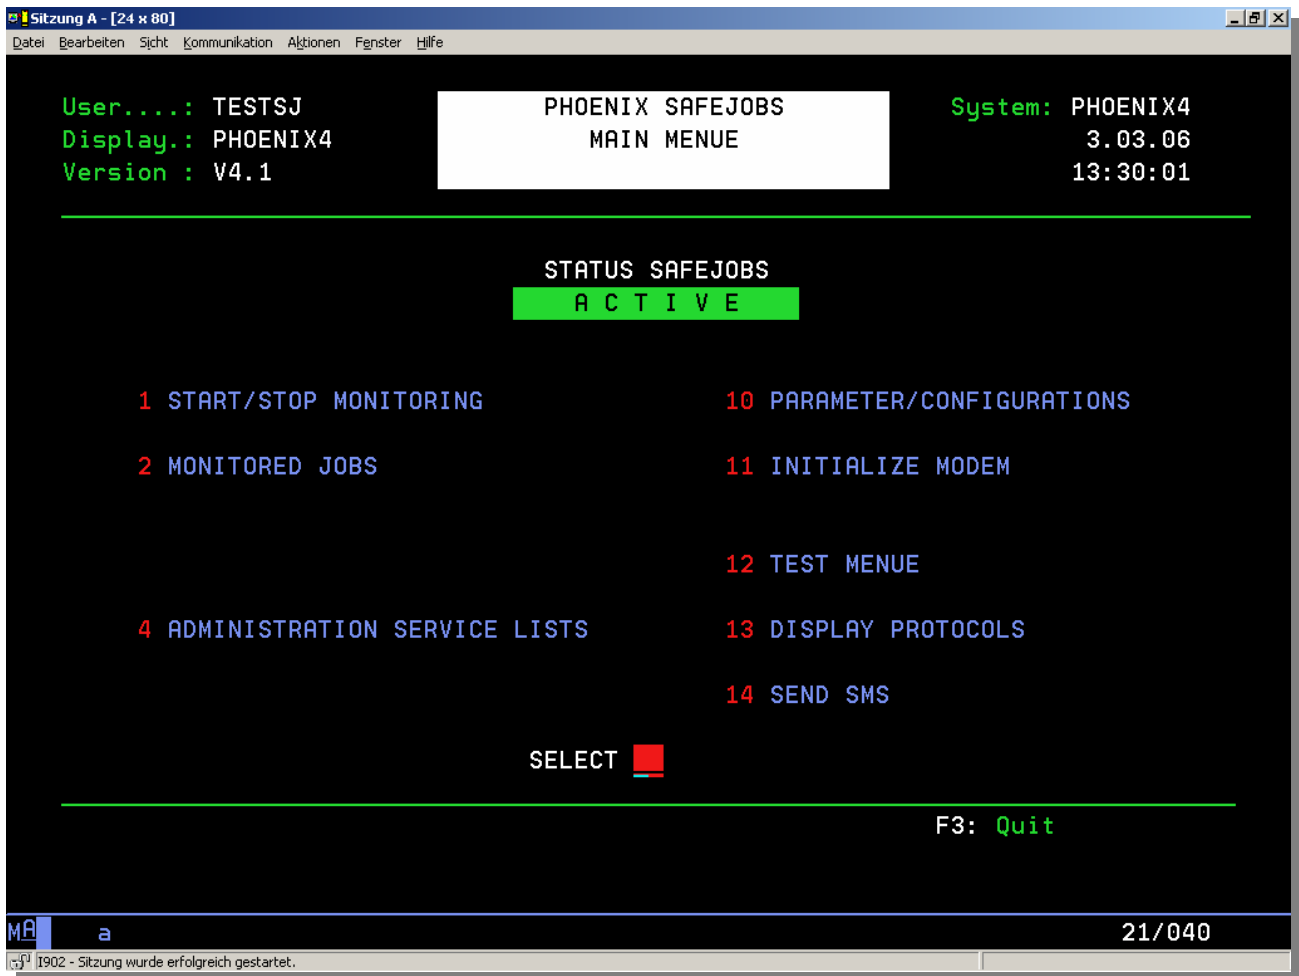 Sitzung A - [24 x 80]
Datei Bearbeiten Sicht Kommunikation Aktionen Fenster Hilfe
User....: TESTSJ PHOENIX SAFEJOBS System: PHOENIX4
Display.: PHOENIX4 MAIN MENUE 3.03.06
Version : V4.1 13:30:01
STATUS SAFEJOBS
A C T I V E
1 START/STOP MONITORING 10 PARAMETER/CONFIGURATIONS
2 MONITORED JOBS 11 INITIALIZE MODEM
12 TEST MENUE
4 ADMINISTRATION SERVICE LISTS 13 DISPLAY PROTOCOLS
14 SEND SMS
SELECT
F3: Quit
MA a 21/040
I902 - Sitzung wurde erfolgreich gestartet.